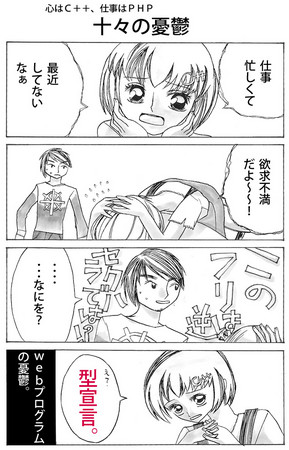 心はC++、仕事はPHP
十々の憂鬱
仕事
忙しくて
最近
してない
なぁ
欲求不満
だよ～～!
このフリは
逆に
セクハラでは!?
‥‥
‥‥なにを?
え?
型宣言。
webプログラム
の憂鬱。